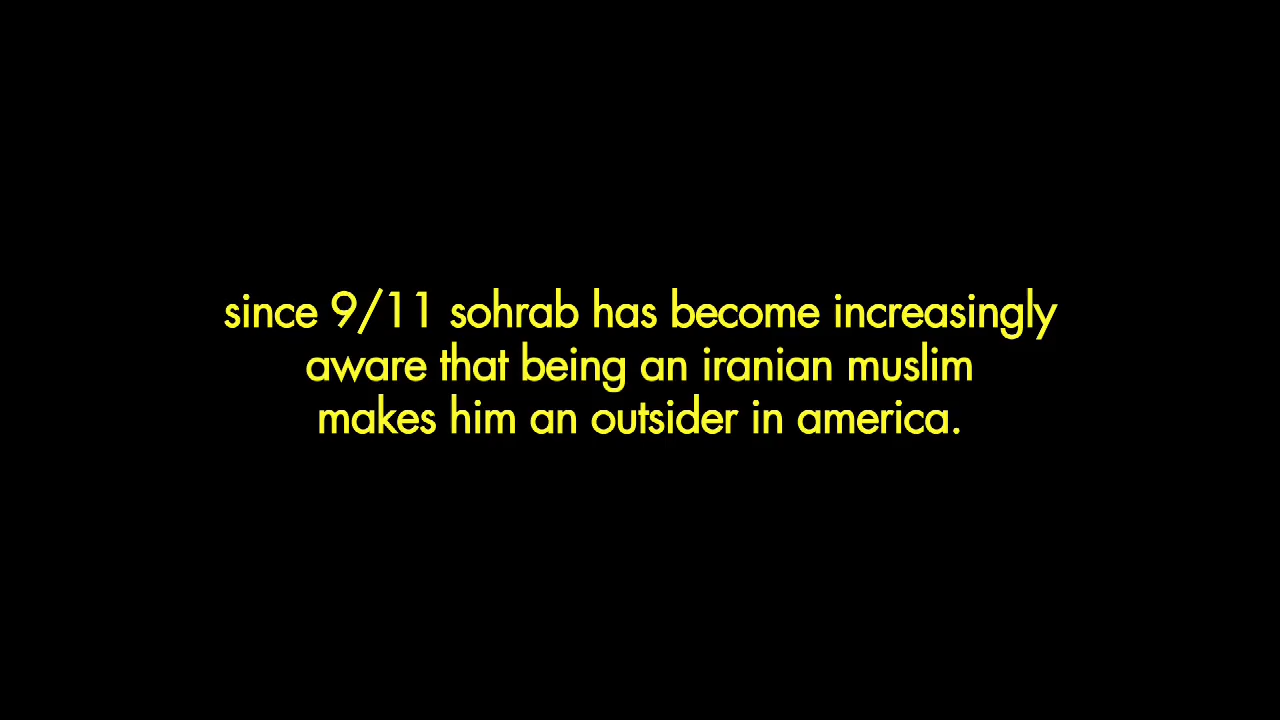 since 9/11 sohrab has become increasingly
aware that being an iranian muslim
makes him an outsider in america.